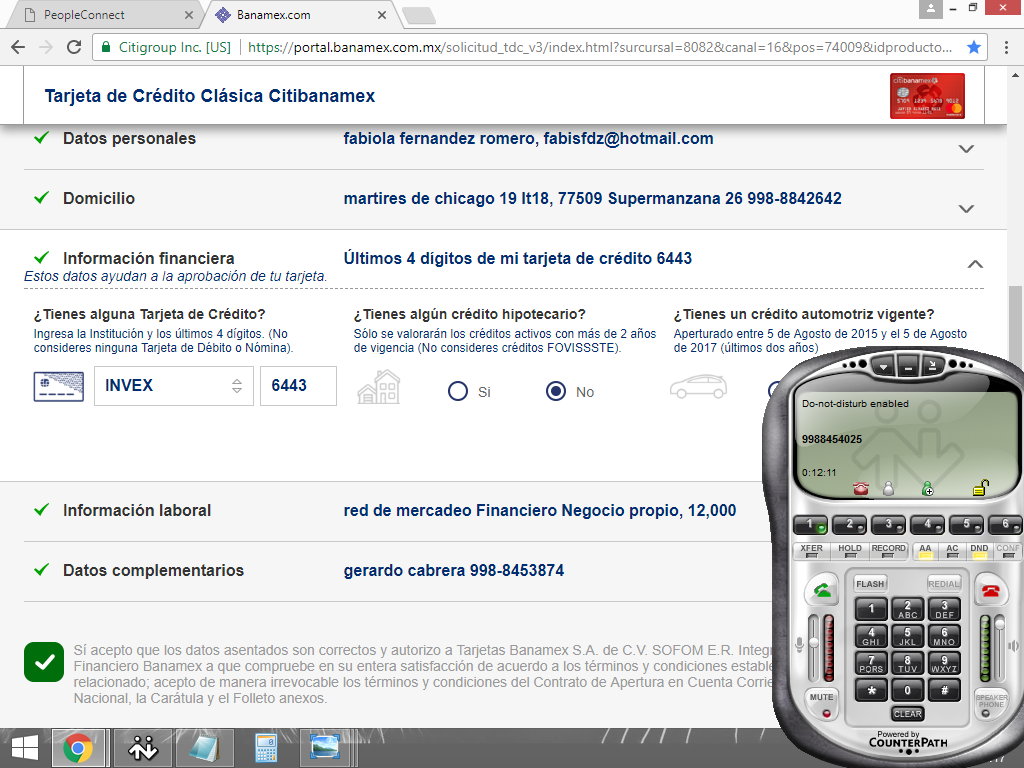 PeopleConnect
Banamex.com
Citigroup Inc. [US]
https://portal.banamex.com.mx/solicitud_tdc_v3/index.html?sursursal=8082&canal=16&pos=74009&idproducto...
Tarjeta de Crédito Clásica Citibanamex
citibanamex
Datos personales
fabiola fernandez romero, fabisfdz@hotmail.com
Domicilio
martires de chicago 19 lt18, 77509 Supermanzana 26 998-8842642
Información financiera
Últimos 4 dígitos de mi tarjeta de crédito 6443
Estos datos ayudan a la aprobación de tu tarjeta.
¿Tienes alguna Tarjeta de Crédito?
Ingresa la Institución y los últimos 4 dígitos. (No
consideres ninguna Tarjeta de Débito o Nómina).
INVEX
6443
¿Tienes algún crédito hipotecario?
Sólo se valorarán los créditos activos con más de 2 años
de vigencia (No consideres créditos FOVISSSTE).
Si
No
¿Tienes un crédito automotriz vigente?
Aperturado entre 5 de Agosto de 2015 y el 5 de Agosto
de 2017 (últimos dos años)
Información laboral
red de mercadeo Financiero Negocio propio, 12,000
Datos complementarios
gerardo cabrera 998-8453874
Sí acepto que los datos asentados son correctos y autorizo a Tarjetas Banamex S.A. de C.V. SOFOM E.R. Integr
Financiero Banamex a que compruebe en su entera satisfacción de acuerdo a los términos y condiciones estable
relacionado; acepto de manera irrevocable los términos y condiciones del Contrato de Apertura en Cuenta Corrie
Nacional, la Carátula y el Folleto anexos.
Do-not-disturb enabled
9988454025
0:12:11
1 2 3 4 5 6
XFER HOLD RECORD AA AC DND CONF
FLASH REDIAL
1 2 ABC 3 DEF
4 GHI 5 JKL 6 MNO
7 PQRS 8 TUV 9 WXYZ
* 0 #
MUTE
SPEAKER
PHONE
CLEAR
Powered by
COUNTERPATH